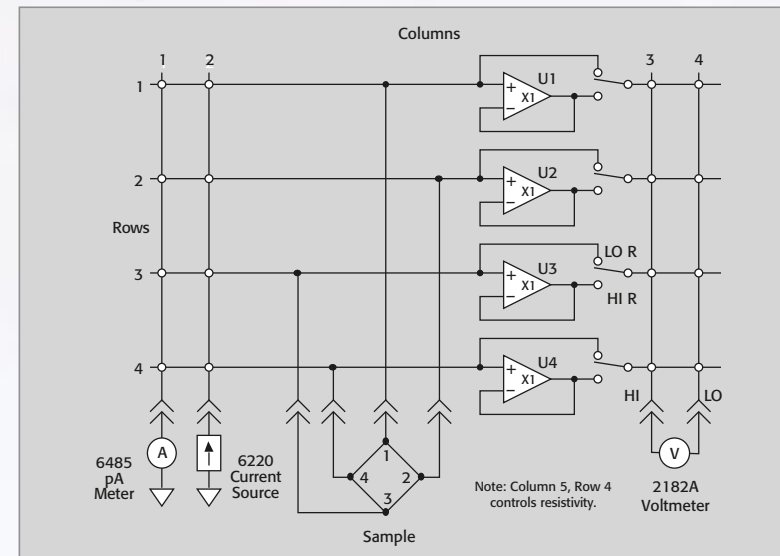 Columns
1 2 3 4
1
U1
+
X1
−
2
U2
+
X1
−
Rows
LO R
3
U3
+
X1
−
HI R
4
U4
+
X1
−
HI LO
6485
pA
Meter
A
6220
Current
Source
1
4 2
3
Sample
Note: Column 5, Row 4
controls resistivity.
V
2182A
Voltmeter